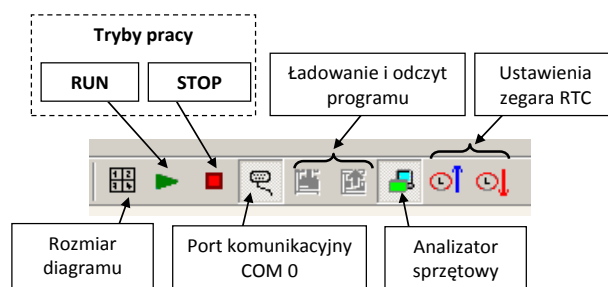 Tryby pracy
RUN
STOP
Ładowanie i odczyt
programu
Ustawienia
zegara RTC
Rozmiar
diagramu
Port komunikacyjny
COM 0
Analizator
sprzętowy